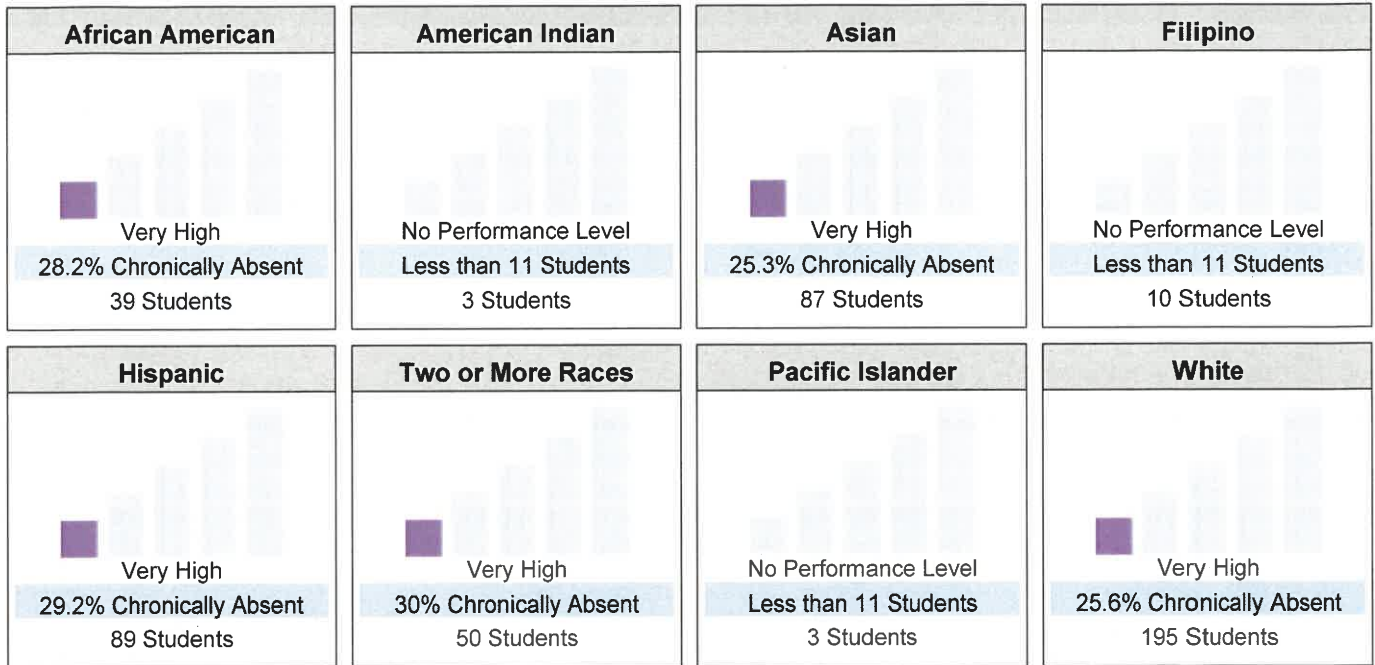 African American
Very High
28.2% Chronically Absent
39 Students
American Indian
No Performance Level
Less than 11 Students
3 Students
Asian
Very High
25.3% Chronically Absent
87 Students
Filipino
No Performance Level
Less than 11 Students
10 Students
Hispanic
Very High
29.2% Chronically Absent
89 Students
Two or More Races
Very High
30% Chronically Absent
50 Students
Pacific Islander
No Performance Level
Less than 11 Students
3 Students
White
Very High
25.6% Chronically Absent
195 Students